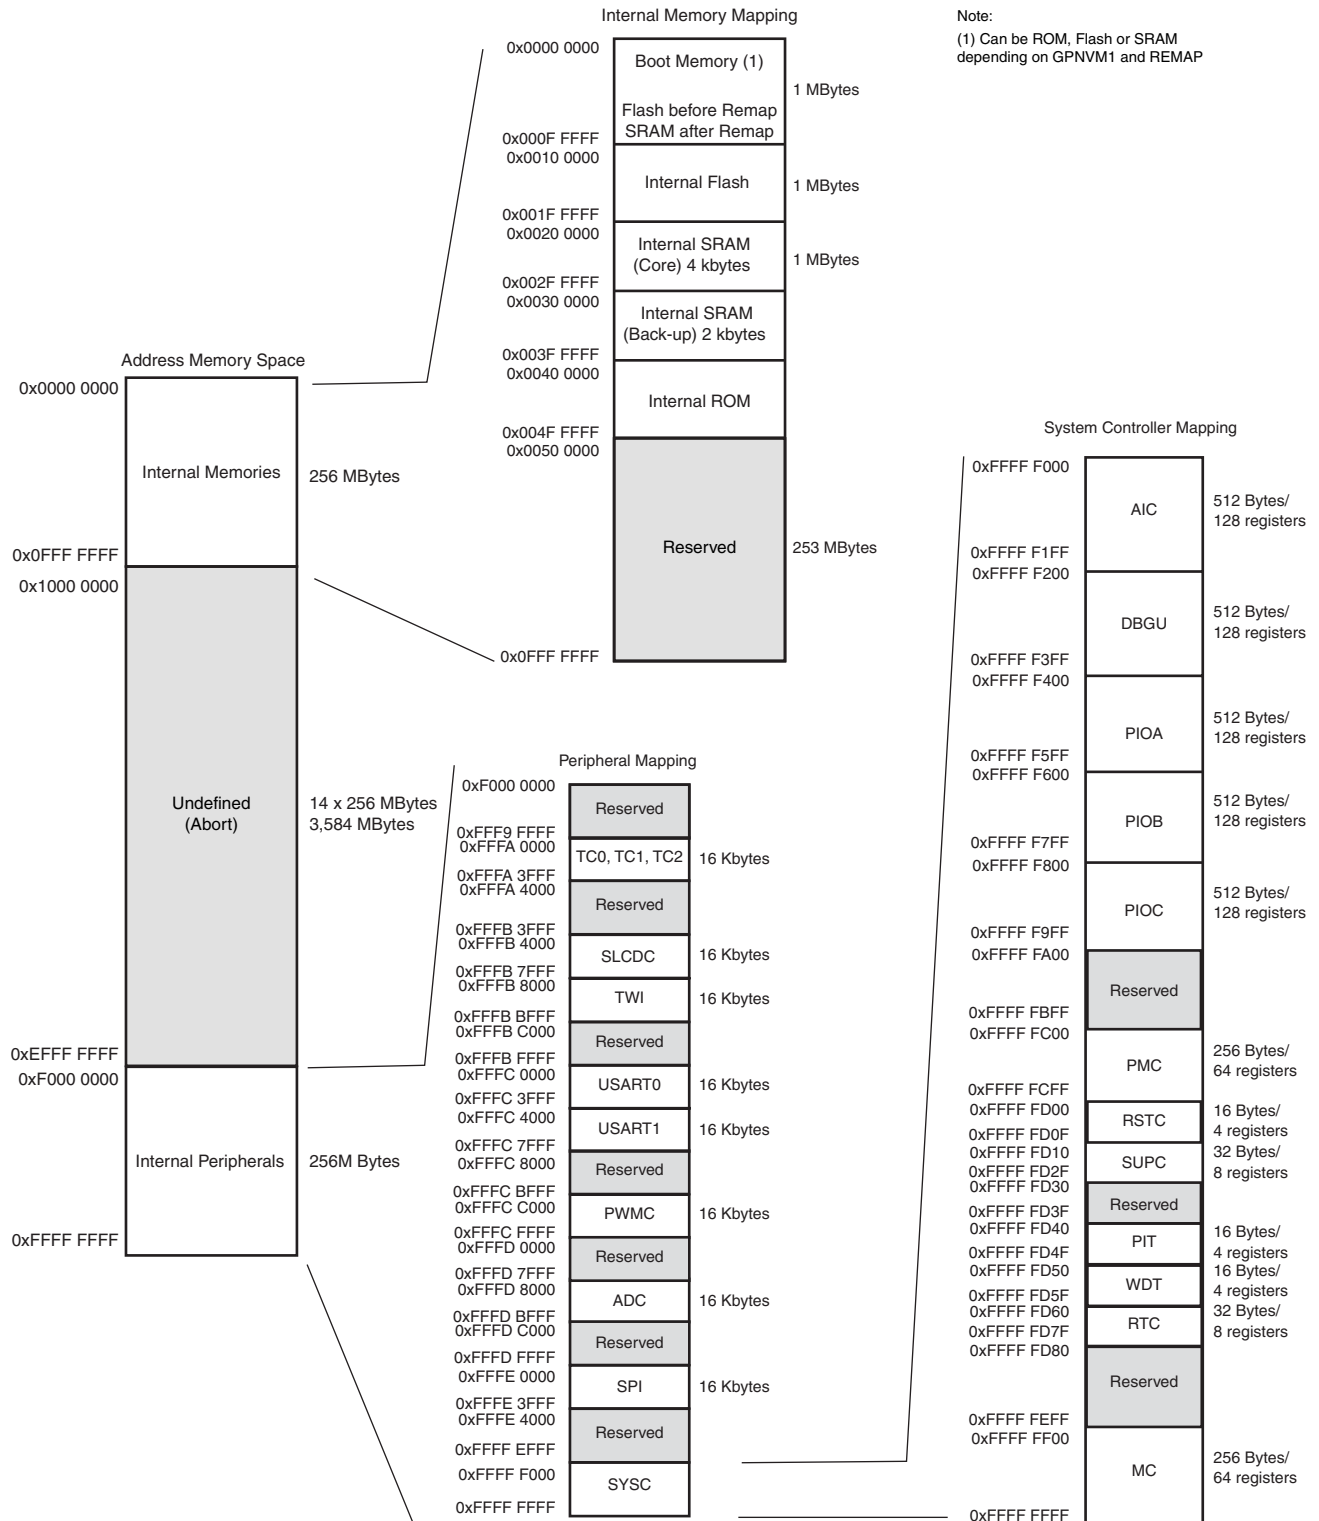 Internal Memory Mapping
0x0000 0000
Boot Memory (1)
Flash before Remap
SRAM after Remap
1 MBytes
0x000F FFFF
0x0010 0000
Internal Flash
1 MBytes
0x001F FFFF
0x0020 0000
Internal SRAM
(Core) 4 kbytes
1 MBytes
0x002F FFFF
0x0030 0000
Internal SRAM
(Back-up) 2 kbytes
0x003F FFFF
0x0040 0000
Internal ROM
0x004F FFFF
0x0050 0000
Reserved
253 MBytes
0x0FFF FFFF
Note:
(1) Can be ROM, Flash or SRAM
depending on GPNVM1 and REMAP
Address Memory Space
0x0000 0000
Internal Memories
256 MBytes
0x0FFF FFFF
0x1000 0000
Undefined
(Abort)
14 x 256 MBytes
3,584 MBytes
0xEFFF FFFF
0xF000 0000
Internal Peripherals
256M Bytes
0xFFFF FFFF
Peripheral Mapping
0xF000 0000
Reserved
0xFFF9 FFFF
0xFFFA 0000
TC0, TC1, TC2
16 Kbytes
0xFFFA 3FFF
0xFFFA 4000
Reserved
0xFFFB 3FFF
0xFFFB 4000
SLCDC
16 Kbytes
0xFFFB 7FFF
0xFFFB 8000
TWI
16 Kbytes
0xFFFB BFFF
0xFFFB C000
Reserved
0xFFFB FFFF
0xFFFC 0000
USART0
16 Kbytes
0xFFFC 3FFF
0xFFFC 4000
USART1
16 Kbytes
0xFFFC 7FFF
0xFFFC 8000
Reserved
0xFFFC BFFF
0xFFFC C000
PWMC
16 Kbytes
0xFFFC FFFF
0xFFFD 0000
Reserved
0xFFFD 7FFF
0xFFFD 8000
ADC
16 Kbytes
0xFFFD BFFF
0xFFFD C000
Reserved
0xFFFD FFFF
0xFFFE 0000
SPI
16 Kbytes
0xFFFE 3FFF
0xFFFE 4000
Reserved
0xFFFF EFFF
0xFFFF F000
SYSC
0xFFFF FFFF
System Controller Mapping
0xFFFF F000
AIC
512 Bytes/
128 registers
0xFFFF F1FF
0xFFFF F200
DBGU
512 Bytes/
128 registers
0xFFFF F3FF
0xFFFF F400
PIOA
512 Bytes/
128 registers
0xFFFF F5FF
0xFFFF F600
PIOB
512 Bytes/
128 registers
0xFFFF F7FF
0xFFFF F800
PIOC
512 Bytes/
128 registers
0xFFFF F9FF
0xFFFF FA00
Reserved
0xFFFF FBFF
0xFFFF FC00
PMC
256 Bytes/
64 registers
0xFFFF FCFF
0xFFFF FD00
RSTC
16 Bytes/
4 registers
0xFFFF FD0F
0xFFFF FD10
SUPC
32 Bytes/
8 registers
0xFFFF FD2F
0xFFFF FD30
Reserved
0xFFFF FD3F
0xFFFF FD40
PIT
16 Bytes/
4 registers
0xFFFF FD4F
0xFFFF FD50
WDT
16 Bytes/
4 registers
0xFFFF FD5F
0xFFFF FD60
RTC
32 Bytes/
8 registers
0xFFFF FD7F
0xFFFF FD80
Reserved
0xFFFF FEFF
0xFFFF FF00
MC
256 Bytes/
64 registers
0xFFFF FFFF